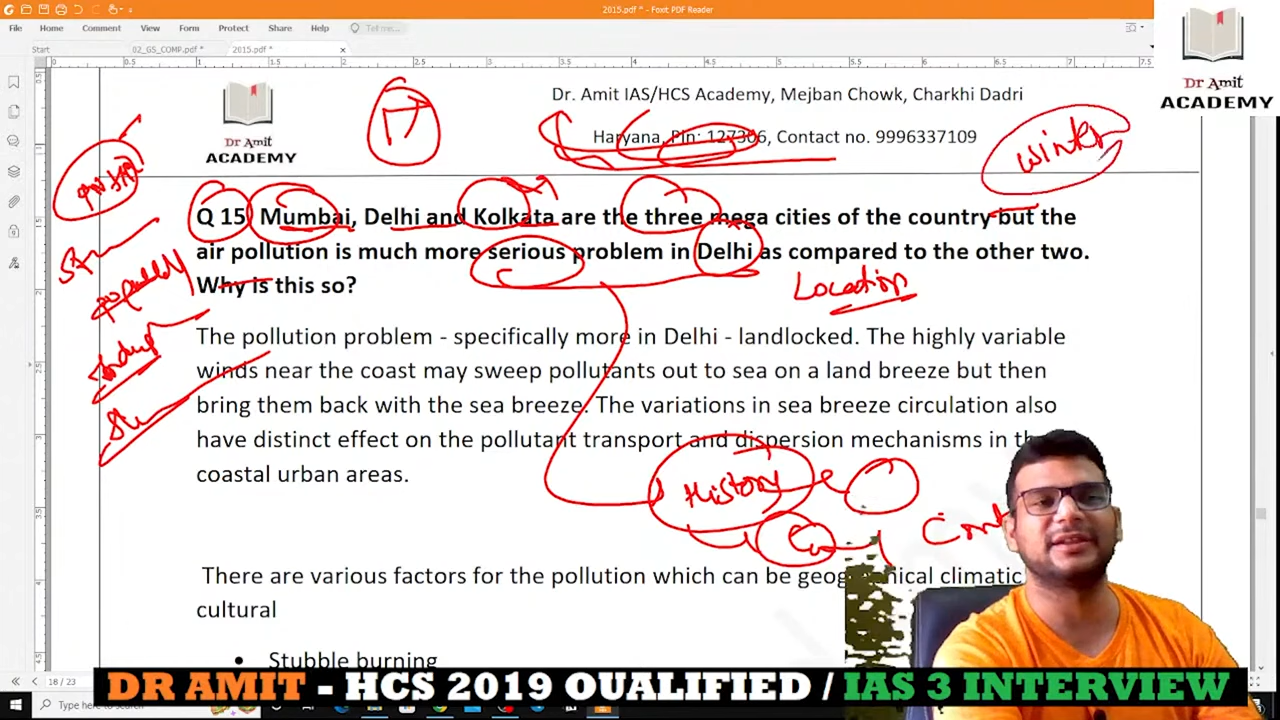 2015.pdf * - Foxit PDF Reader
File Home Comment View Form Protect Share Help Tell me...
Start 02_GS_COMP.pdf * 2015.pdf *
Dr Amit
ACADEMY
Dr. Amit IAS/HCS Academy, Mejban Chowk, Charkhi Dadri
Haryana, Pin: 127306, Contact no. 9996337109
Dr Amit
ACADEMY
winter
Q 15 Mumbai, Delhi and Kolkata are the three mega cities of the country but the
air pollution is much more serious problem in Delhi as compared to the other two.
Why is this so?
Location
The pollution problem - specifically more in Delhi - landlocked. The highly variable
winds near the coast may sweep pollutants out to sea on a land breeze but then
bring them back with the sea breeze. The variations in sea breeze circulation also
have distinct effect on the pollutant transport and dispersion mechanisms in
coastal urban areas.
History
There are various factors for the pollution which can be geographical climatic
cultural
• Stubble burning
18 / 23
DR AMIT - HCS 2019 QUALIFIED / IAS 3 INTERVIEW
Type here to search